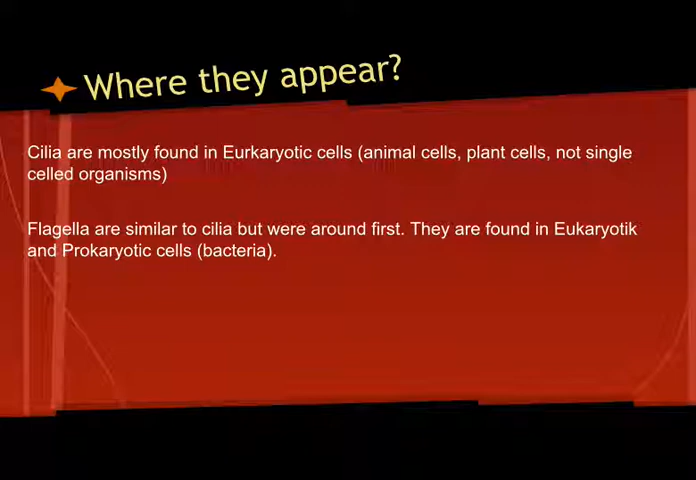 Where they appear?
Cilia are mostly found in Eurkaryotic cells (animal cells, plant cells, not single
celled organisms)
Flagella are similar to cilia but were around first. They are found in Eukaryotik
and Prokaryotic cells (bacteria).